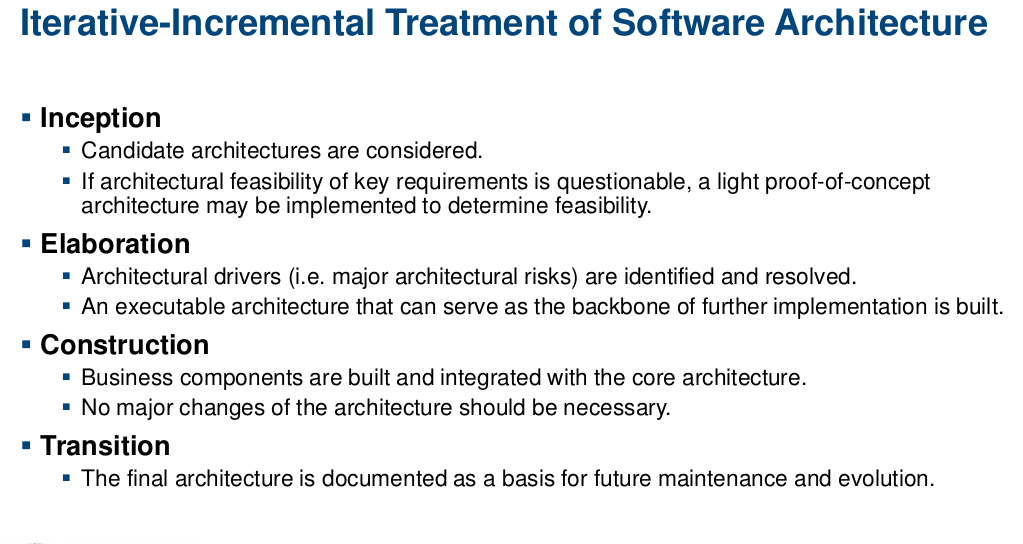 Iterative-Incremental Treatment of Software Architecture
▪ Inception
▪ Candidate architectures are considered.
▪ If architectural feasibility of key requirements is questionable, a light proof-of-concept
architecture may be implemented to determine feasibility.
▪ Elaboration
▪ Architectural drivers (i.e. major architectural risks) are identified and resolved.
▪ An executable architecture that can serve as the backbone of further implementation is built.
▪ Construction
▪ Business components are built and integrated with the core architecture.
▪ No major changes of the architecture should be necessary.
▪ Transition
▪ The final architecture is documented as a basis for future maintenance and evolution.